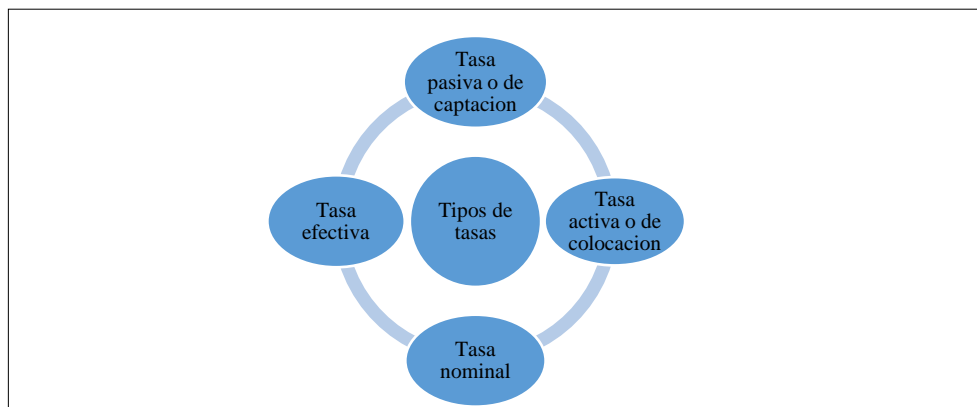 Tasa
pasiva o de
captacion
Tasa
efectiva
Tipos de
tasas
Tasa
activa o de
colocacion
Tasa
nominal